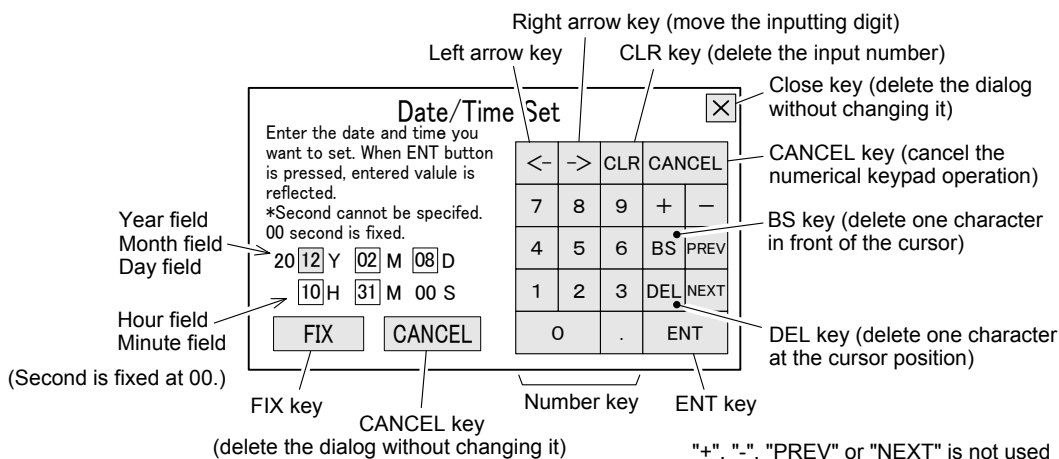 Right arrow key (move the inputting digit)
Left arrow key
CLR key (delete the input number)
Close key (delete the dialog
without changing it)
Date/Time Set
Enter the date and time you
want to set. When ENT button
is pressed, entered valule is
reflected.
*Second cannot be specifed.
00 second is fixed.
<- -> CLR CANCEL
7 8 9 + −
4 5 6 BS PREV
1 2 3 DEL NEXT
0 . ENT
CANCEL key (cancel the
numerical keypad operation)
BS key (delete one character
in front of the cursor)
Year field
Month field
Day field
2012 Y 02 M 08 D
10 H 31 M 00 S
Hour field
Minute field
FIX CANCEL
DEL key (delete one character
at the cursor position)
(Second is fixed at 00.)
FIX key
CANCEL key
(delete the dialog without changing it)
Number key
ENT key
"+", "-", "PREV" or "NEXT" is not used